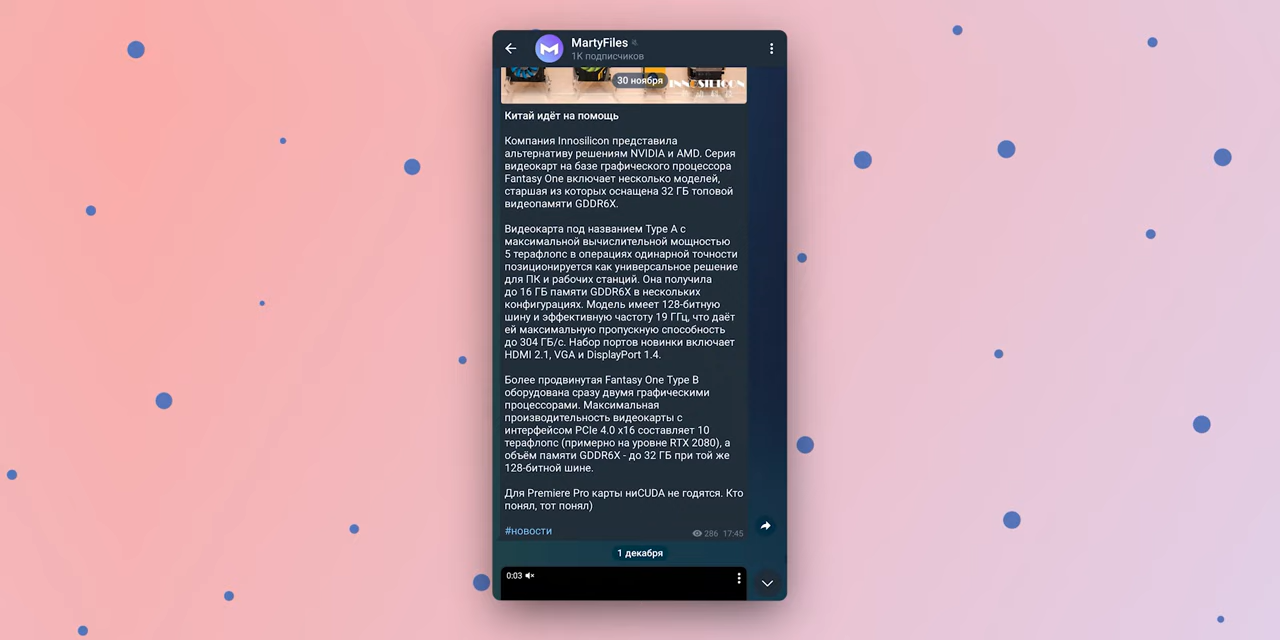 MartyFiles
1K подписчиков
30 ноября
INNOSILICON
Китай идёт на помощь
Компания Innosilicon представила
альтернативу решениям NVIDIA и AMD. Серия
видеокарт на базе графического процессора
Fantasy One включает несколько моделей,
старшая из которых оснащена 32 ГБ топовой
видеопамяти GDDR6X.
Видеокарта под названием Type A с
максимальной вычислительной мощностью
5 терафлопс в операциях одинарной точности
позиционируется как универсальное решение
для ПК и рабочих станций. Она получила
до 16 ГБ памяти GDDR6X в нескольких
конфигурациях. Модель имеет 128-битную
шину и эффективную частоту 19 ГГц, что даёт
ей максимальную пропускную способность
до 304 ГБ/с. Набор портов новинки включает
HDMI 2.1, VGA и DisplayPort 1.4.
Более продвинутая Fantasy One Type B
оборудована сразу двумя графическими
процессорами. Максимальная
производительность видеокарты с
интерфейсом PCIe 4.0 x16 составляет 10
терафлопс (примерно на уровне RTX 2080), а
объём памяти GDDR6X - до 32 ГБ при той же
128-битной шине.
Для Premiere Pro карты ниCUDA не годятся. Кто
понял, тот понял)
#новости
286 17:45
1 декабря
0:03